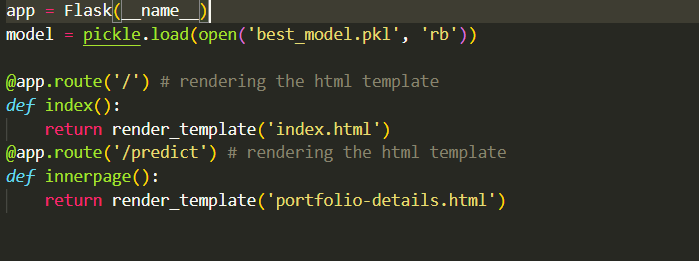 app = Flask(__name__)
model = pickle.load(open('best_model.pkl', 'rb'))
@app.route('/') # rendering the html template
def index():
    return render_template('index.html')
@app.route('/predict') # rendering the html template
def innerpage():
    return render_template('portfolio-details.html')